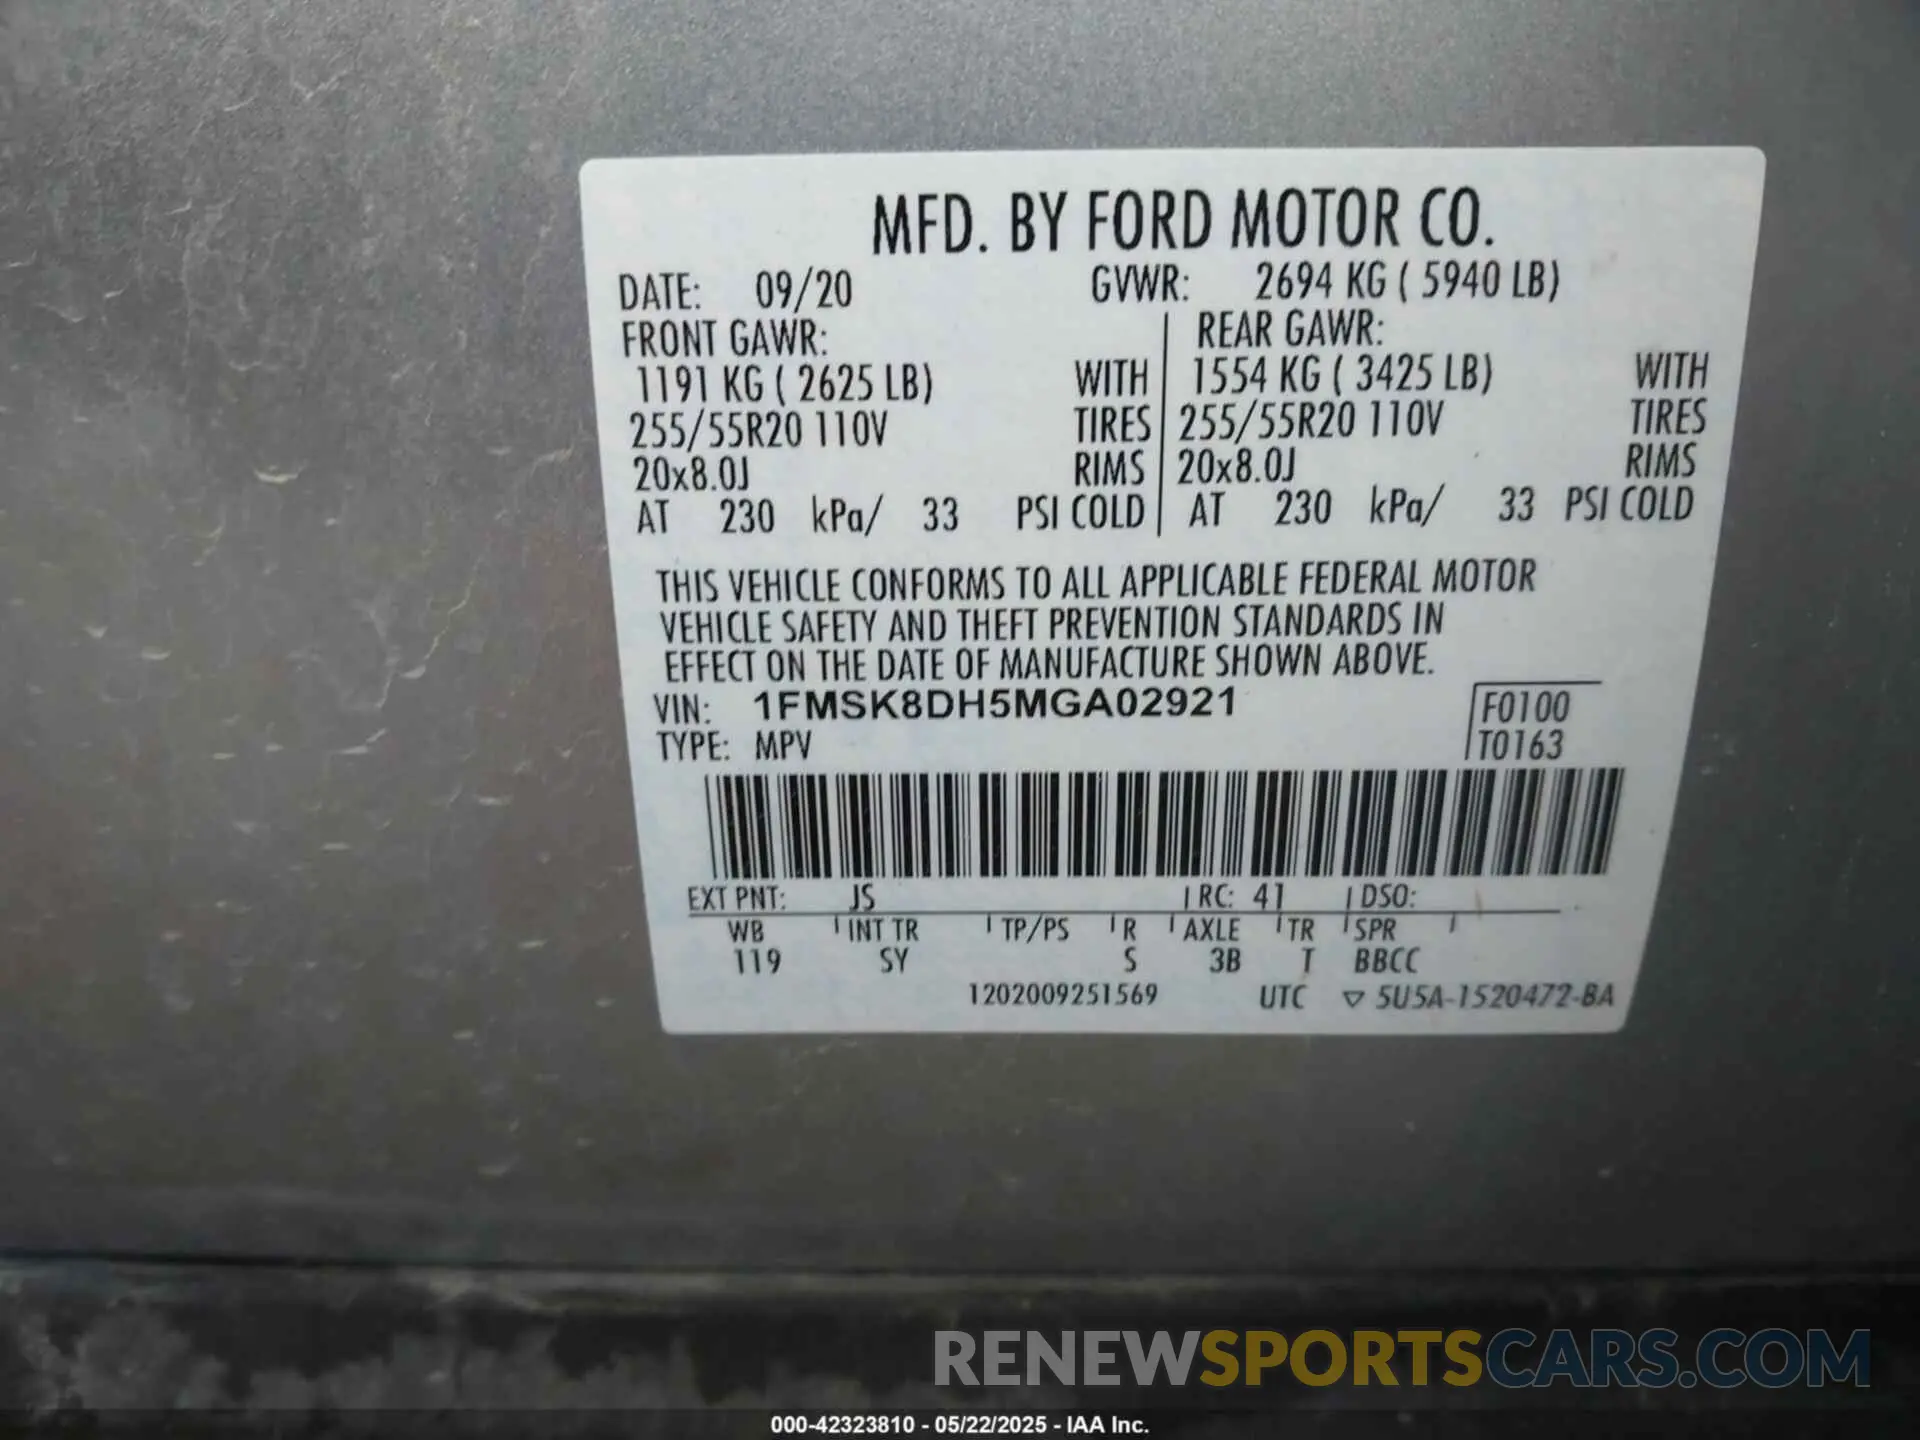 MFD. BY FORD MOTOR CO.
DATE: 09/20 GVWR: 2694 KG ( 5940 LB)
FRONT GAWR: REAR GAWR:
1191 KG ( 2625 LB) WITH 1554 KG ( 3425 LB) WITH
255/55R20 110V TIRES 255/55R20 110V TIRES
20x8.0J RIMS 20x8.0J RIMS
AT 230 kPa/ 33 PSI COLD AT 230 kPa/ 33 PSI COLD
THIS VEHICLE CONFORMS TO ALL APPLICABLE FEDERAL MOTOR
VEHICLE SAFETY AND THEFT PREVENTION STANDARDS IN
EFFECT ON THE DATE OF MANUFACTURE SHOWN ABOVE.
VIN: 1FMSK8DH5MGA02921 F0100
TYPE: MPV T0163
EXT PNT: JS RC: 41 DSO:
WB INT TR TP/PS R AXLE TR SPR
119 SY S 3B T BBCC
1202009251569 UTC ▽ 5U5A-1520472-BA
RENEWSPORTSCARS.COM
000-42323810 - 05/22/2025 - IAA Inc.